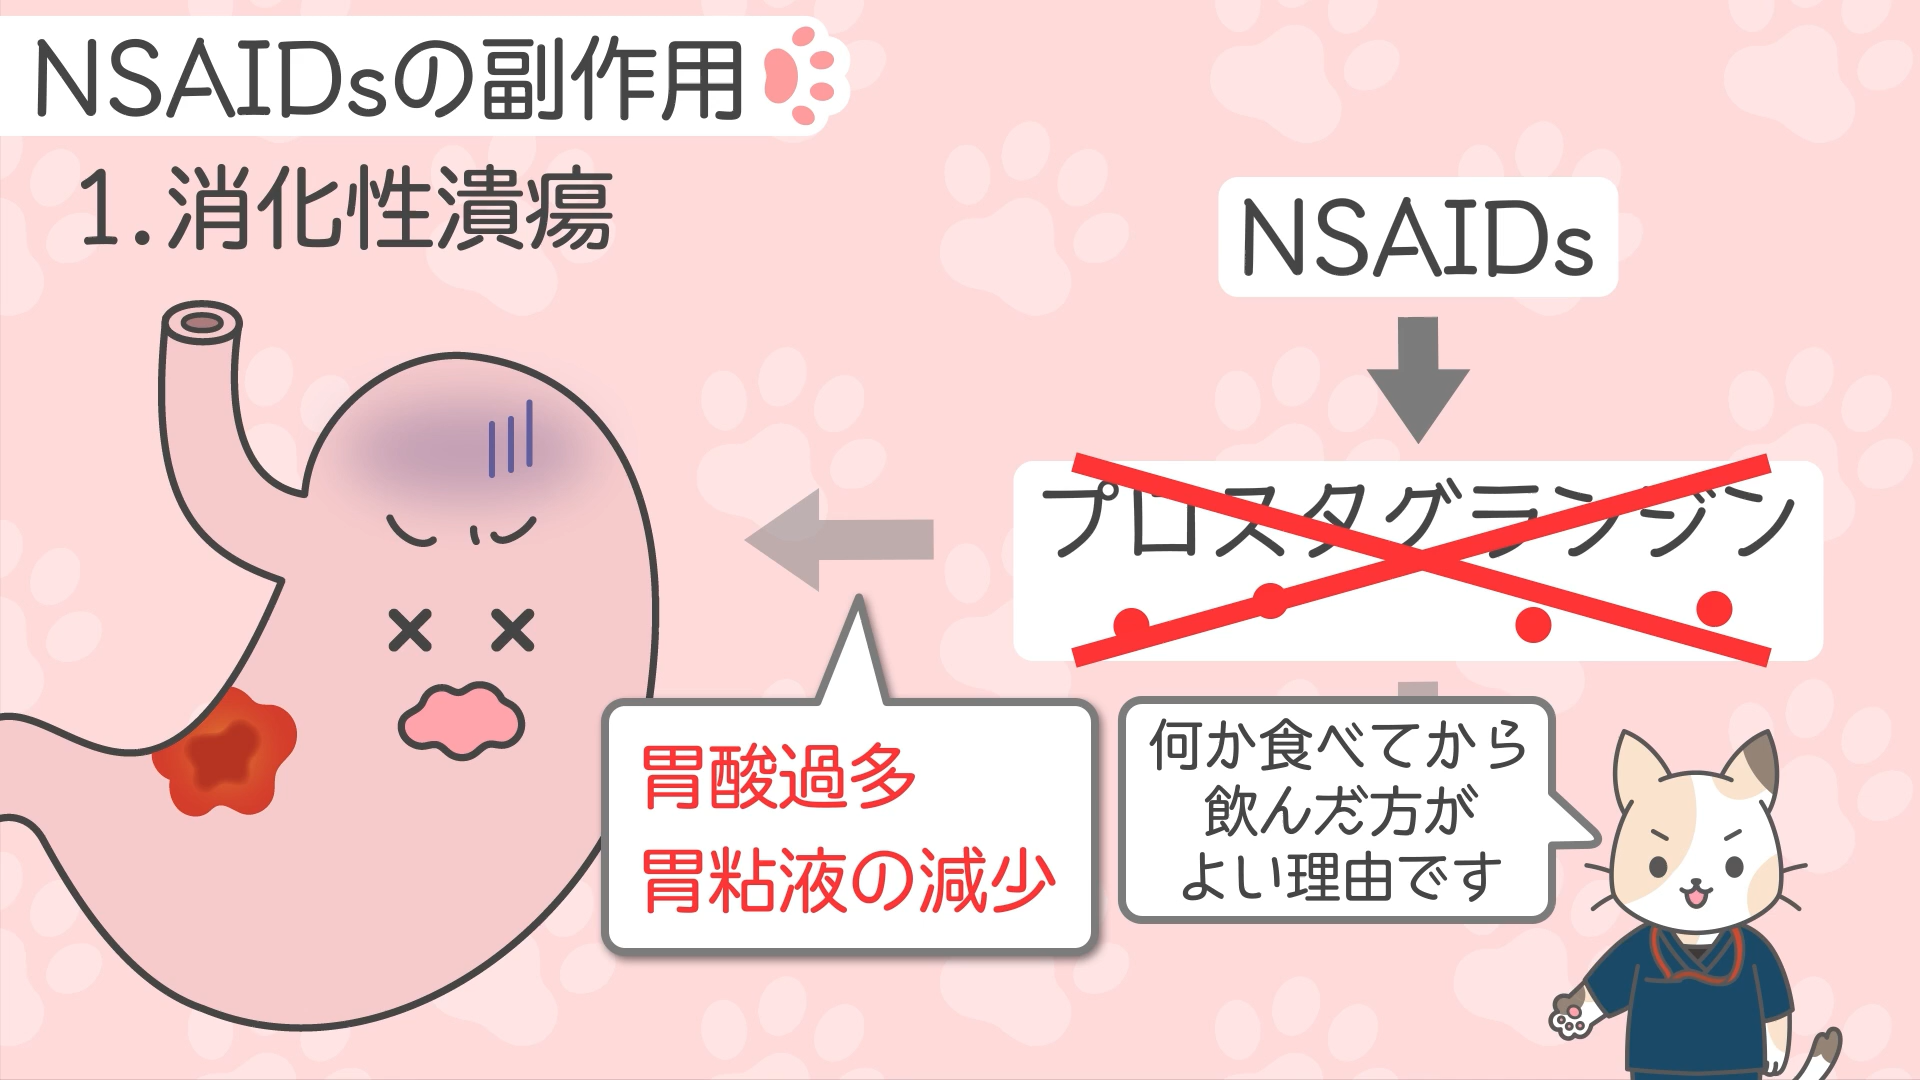 NSAIDsの副作用
1.消化性潰瘍
NSAIDs
プロスタグランジン
胃酸過多
胃粘液の減少
何か食べてから
飲んだ方が
よい理由です